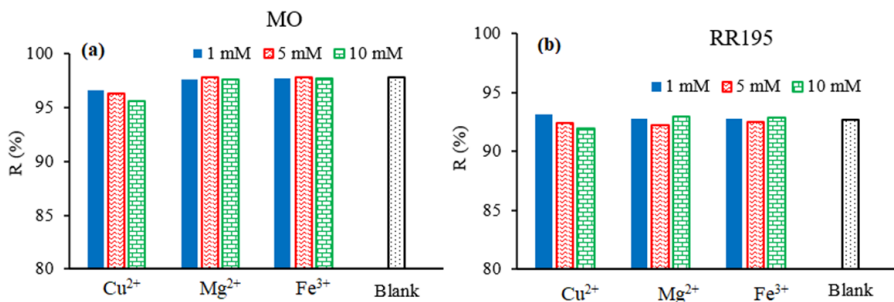 MO
(a)
1 mM 5 mM 10 mM
100
95
90
85
80
R (%)
Cu²⁺ Mg²⁺ Fe³⁺ Blank
RR195
(b)
1 mM 5 mM 10 mM
100
95
90
85
80
R (%)
Cu²⁺ Mg²⁺ Fe³⁺ Blank